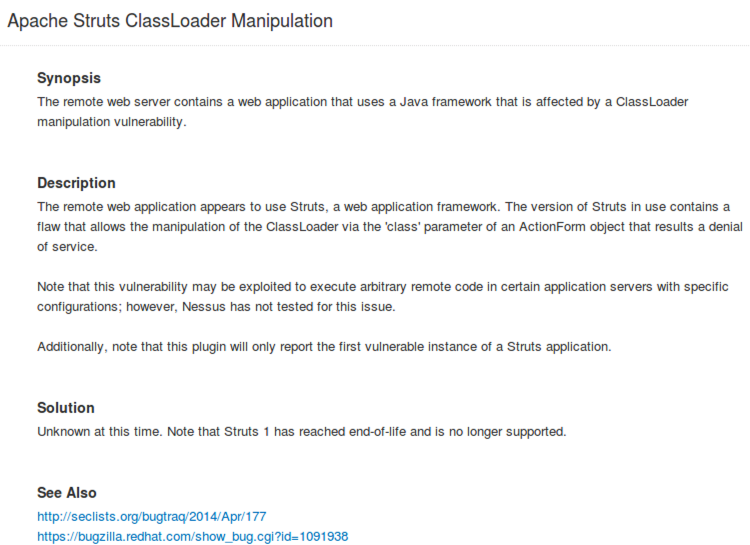 Apache Struts ClassLoader Manipulation
Synopsis
The remote web server contains a web application that uses a Java framework that is affected by a ClassLoader
manipulation vulnerability.
Description
The remote web application appears to use Struts, a web application framework. The version of Struts in use contains a
flaw that allows the manipulation of the ClassLoader via the 'class' parameter of an ActionForm object that results a denial
of service.
Note that this vulnerability may be exploited to execute arbitrary remote code in certain application servers with specific
configurations; however, Nessus has not tested for this issue.
Additionally, note that this plugin will only report the first vulnerable instance of a Struts application.
Solution
Unknown at this time. Note that Struts 1 has reached end-of-life and is no longer supported.
See Also
http://seclists.org/bugtraq/2014/Apr/177
https://bugzilla.redhat.com/show_bug.cgi?id=1091938